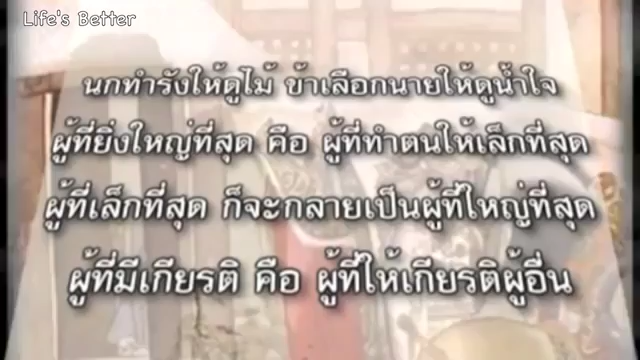 Life's Better
นกทำรังให้ดูไม้ ข้าเลือกนายให้ดูน้ำใจ
ผู้ที่ยิ่งใหญ่ที่สุด คือ ผู้ที่ทำตนให้เล็กที่สุด
ผู้ที่เล็กที่สุด ก็จะกลายเป็นผู้ที่ใหญ่ที่สุด
ผู้ที่มีเกียรติ คือ ผู้ที่ให้เกียรติผู้อื่น